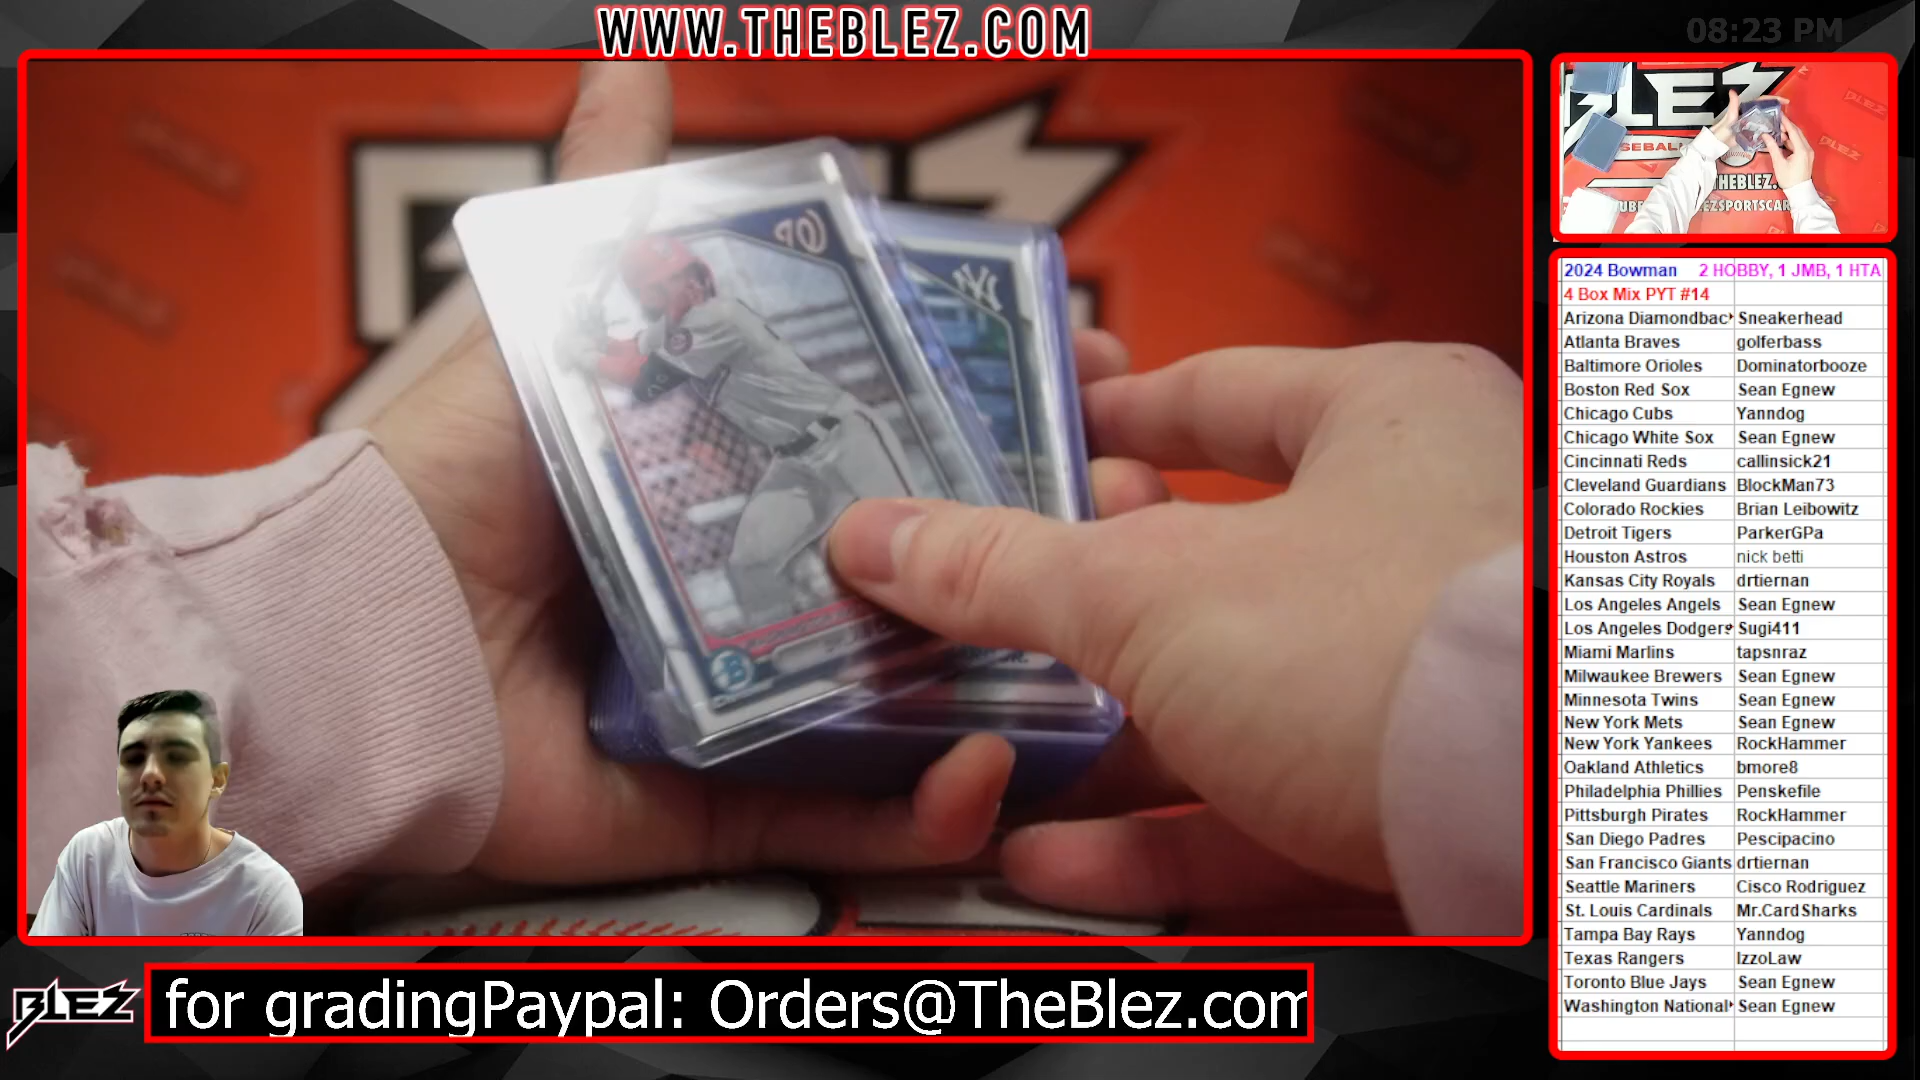 WWW.THEBLEZ.COM
08:23 PM
BLEZ
SEBAL
THEBLEZ.
EZSPORTSCAR
2024 Bowman 2 HOBBY, 1 JMB, 1 HTA
4 Box Mix PYT #14
Arizona Diamondbac Sneakerhead
Atlanta Braves golferbass
Baltimore Orioles Dominatorbooze
Boston Red Sox Sean Egnew
Chicago Cubs Yanndog
Chicago White Sox Sean Egnew
Cincinnati Reds callinsick21
Cleveland Guardians BlockMan73
Colorado Rockies Brian Leibowitz
Detroit Tigers ParkerGPa
Houston Astros nick betti
Kansas City Royals drtiernan
Los Angeles Angels Sean Egnew
Los Angeles Dodgers Sugi411
Miami Marlins tapsnraz
Milwaukee Brewers Sean Egnew
Minnesota Twins Sean Egnew
New York Mets Sean Egnew
New York Yankees RockHammer
Oakland Athletics bmore8
Philadelphia Phillies Penskefile
Pittsburgh Pirates RockHammer
San Diego Padres Pescipacino
San Francisco Giants drtiernan
Seattle Mariners Cisco Rodriguez
St. Louis Cardinals Mr.CardSharks
Tampa Bay Rays Yanndog
Texas Rangers IzzoLaw
Toronto Blue Jays Sean Egnew
Washington National Sean Egnew
BLEZ
for gradingPaypal: Orders@TheBlez.com